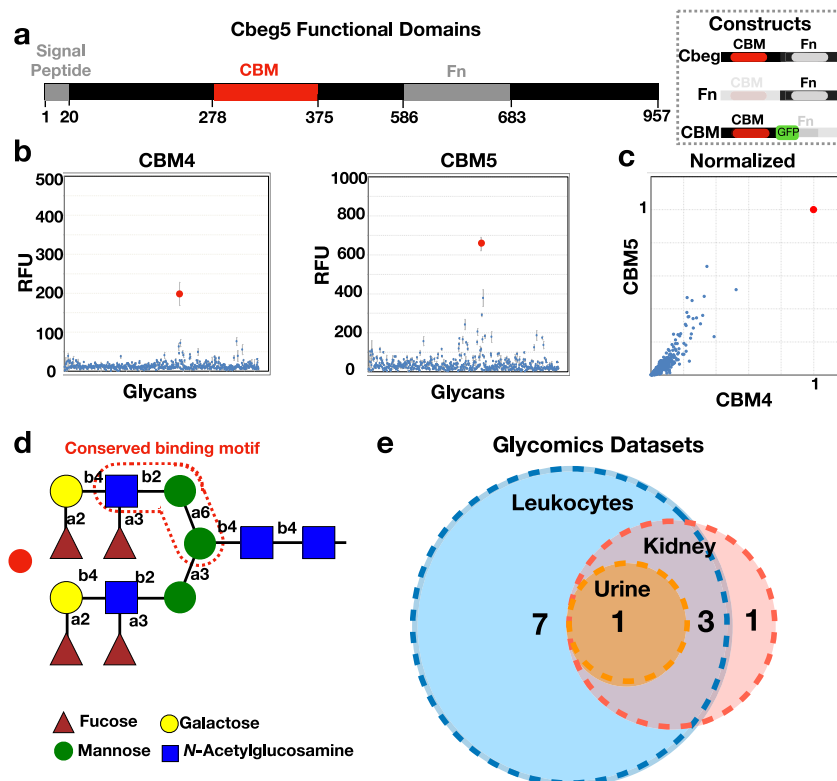 a
Cbeg5 Functional Domains
Signal
Peptide
CBM
Fn
1 20 278 375 586 683 957
Constructs
CBM Fn
Cbeg
CBM
Fn
CBM Fn
CBM GFP
b
CBM4
500
400
300
200
100
0
RFU
Glycans
CBM5
1000
800
600
400
200
0
RFU
Glycans
c
Normalized
1
CBM5
CBM4
1
d
Conserved binding motif
b4 b2
a2 a3 a6
b4 b4
b4 b2 a3
a2 a3
Fucose Galactose
Mannose N-Acetylglucosamine
e
Glycomics Datasets
Leukocytes
Kidney
Urine
7 1 3 1